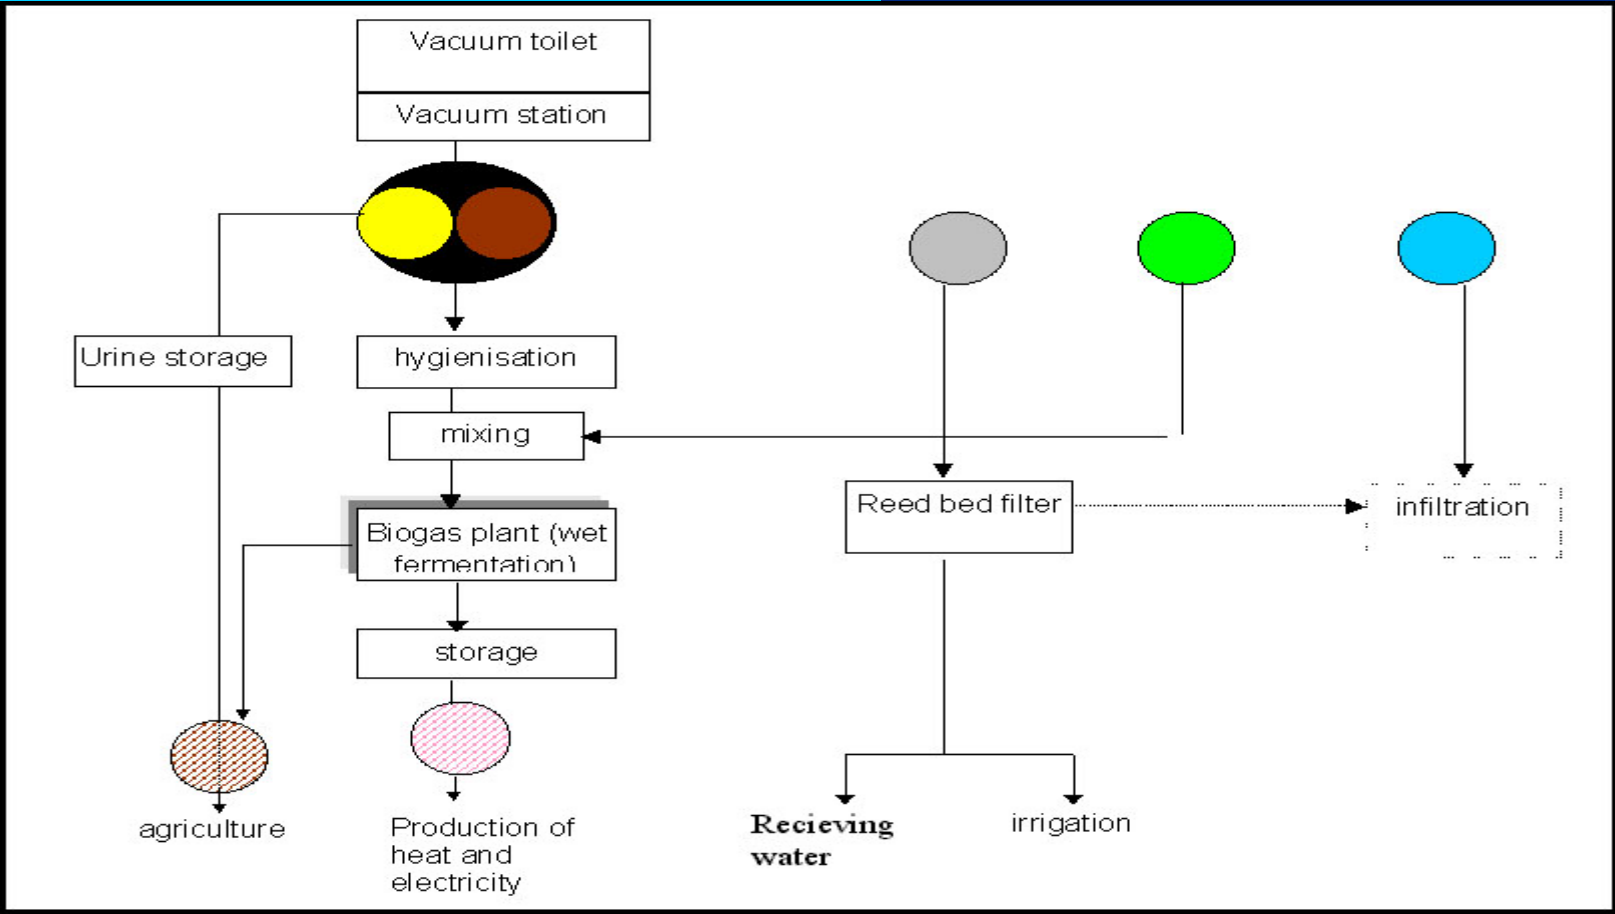 Vacuum toilet
Vacuum station
Urine storage
hygienisation
mixing
Reed bed filter
infiltration
Biogas plant (wet
fermentation)
storage
agriculture
Production of
heat and
electricity
Recieving
water
irrigation